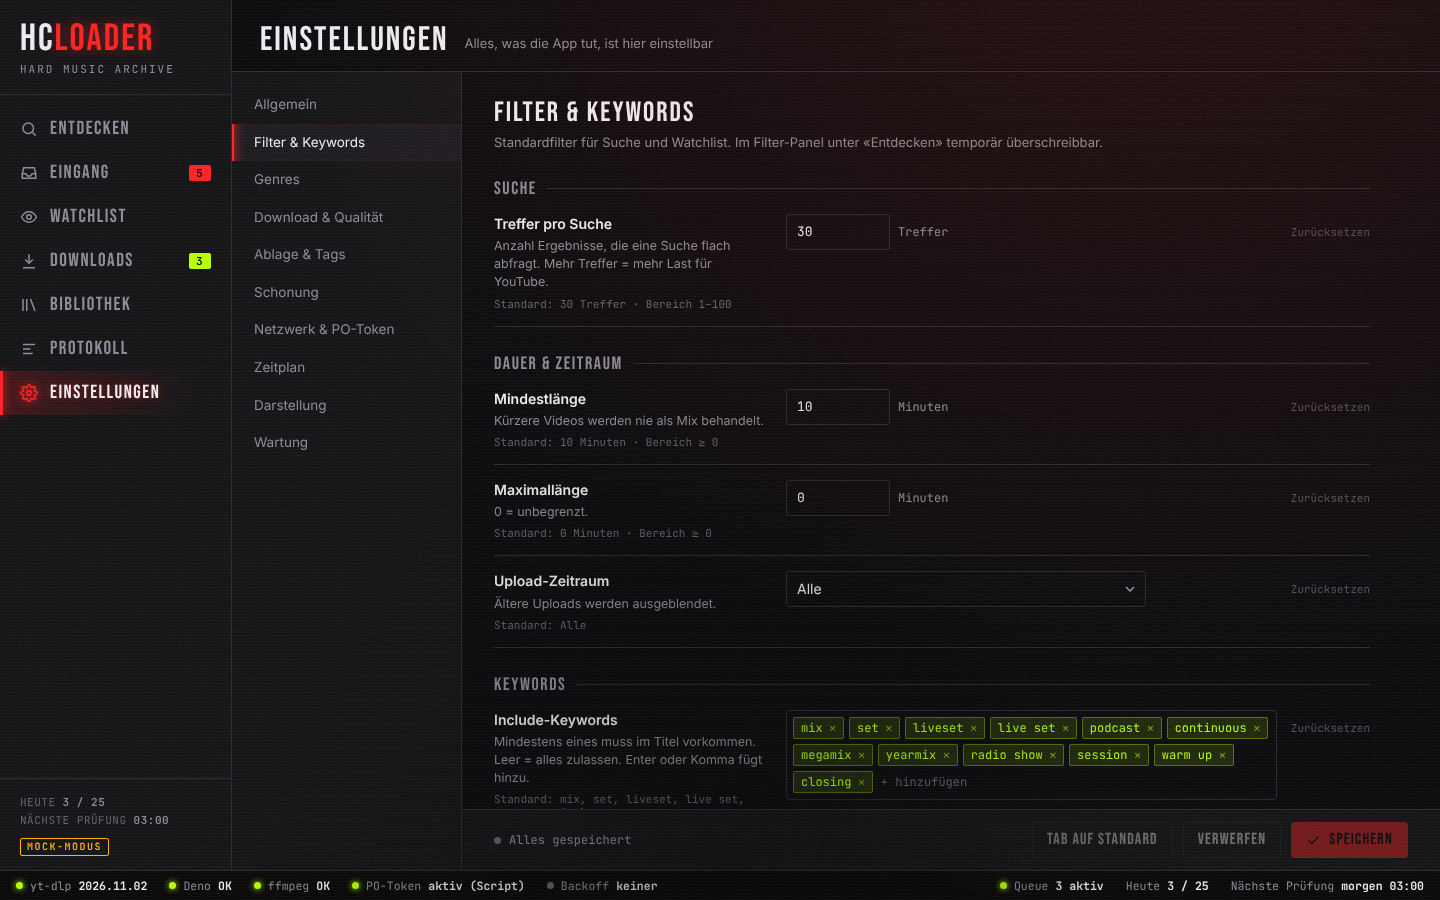 HCLOADER
HARD MUSIC ARCHIVE
ENTDECKEN
EINGANG 5
WATCHLIST
DOWNLOADS 3
BIBLIOTHEK
PROTOKOLL
EINSTELLUNGEN
HEUTE 3 / 25
NÄCHSTE PRÜFUNG 03:00
MOCK-MODUS
EINSTELLUNGEN Alles, was die App tut, ist hier einstellbar
Allgemein
Filter & Keywords
Genres
Download & Qualität
Ablage & Tags
Schonung
Netzwerk & PO-Token
Zeitplan
Darstellung
Wartung
FILTER & KEYWORDS
Standardfilter für Suche und Watchlist. Im Filter-Panel unter «Entdecken» temporär überschreibbar.
SUCHE
Treffer pro Suche
Anzahl Ergebnisse, die eine Suche flach
abfragt. Mehr Treffer = mehr Last für
YouTube.
Standard: 30 Treffer · Bereich 1–100
30 Treffer Zurücksetzen
DAUER & ZEITRAUM
Mindestlänge
Kürzere Videos werden nie als Mix behandelt.
Standard: 10 Minuten · Bereich ≥ 0
10 Minuten Zurücksetzen
Maximallänge
0 = unbegrenzt.
Standard: 0 Minuten · Bereich ≥ 0
0 Minuten Zurücksetzen
Upload-Zeitraum
Ältere Uploads werden ausgeblendet.
Standard: Alle
Alle Zurücksetzen
KEYWORDS
Include-Keywords
Mindestens eines muss im Titel vorkommen.
Leer = alles zulassen. Enter oder Komma fügt
hinzu.
Standard: mix, set, liveset, live set,
mix × set × liveset × live set × podcast × continuous × Zurücksetzen
megamix × yearmix × radio show × session × warm up ×
closing × + hinzufügen
Alles gespeichert TAB AUF STANDARD VERWERFEN SPEICHERN
yt-dlp 2026.11.02 Deno OK ffmpeg OK PO-Token aktiv (Script) Backoff keiner Queue 3 aktiv Heute 3 / 25 Nächste Prüfung morgen 03:00